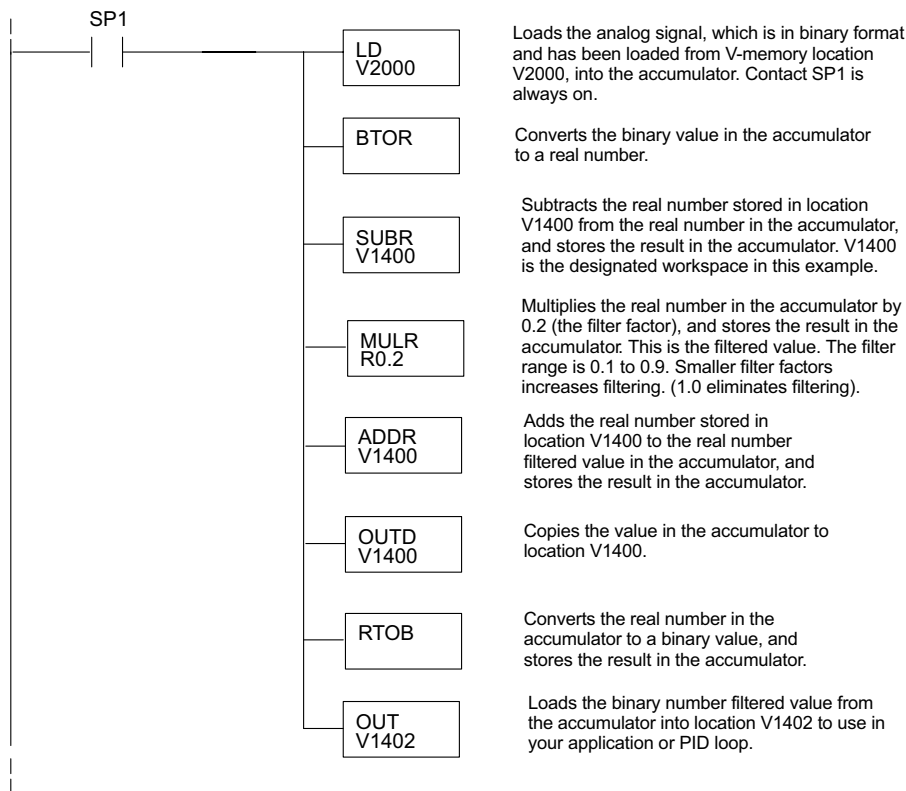 SP1
LD
V2000
Loads the analog signal, which is in binary format
and has been loaded from V-memory location
V2000, into the accumulator. Contact SP1 is
always on.
BTOR
Converts the binary value in the accumulator
to a real number.
SUBR
V1400
Subtracts the real number stored in location
V1400 from the real number in the accumulator,
and stores the result in the accumulator. V1400
is the designated workspace in this example.
MULR
R0.2
Multiplies the real number in the accumulator by
0.2 (the filter factor), and stores the result in the
accumulator. This is the filtered value. The filter
range is 0.1 to 0.9. Smaller filter factors
increases filtering. (1.0 eliminates filtering).
ADDR
V1400
Adds the real number stored in
location V1400 to the real number
filtered value in the accumulator, and
stores the result in the accumulator.
OUTD
V1400
Copies the value in the accumulator to
location V1400.
RTOB
Converts the real number in the
accumulator to a binary value, and
stores the result in the accumulator.
OUT
V1402
Loads the binary number filtered value from
the accumulator into location V1402 to use in
your application or PID loop.